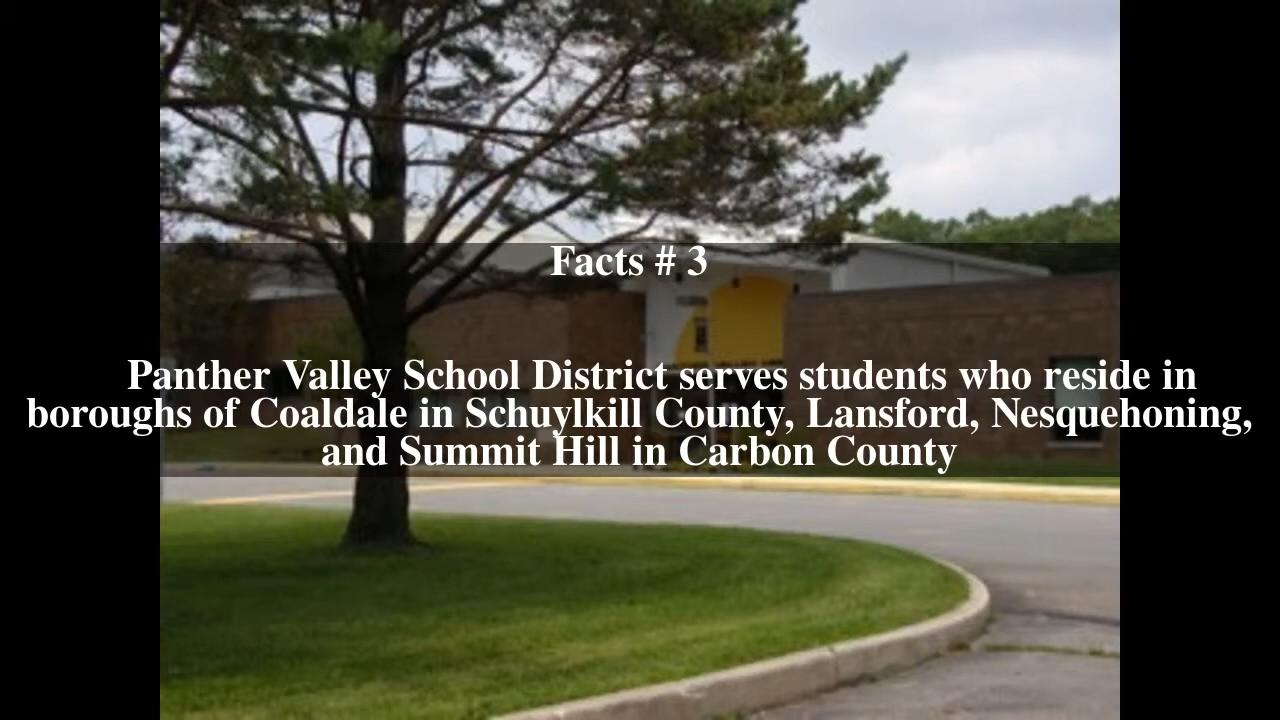 Facts # 3
Panther Valley School District serves students who reside in
boroughs of Coaldale in Schuylkill County, Lansford, Nesquehoning,
and Summit Hill in Carbon County